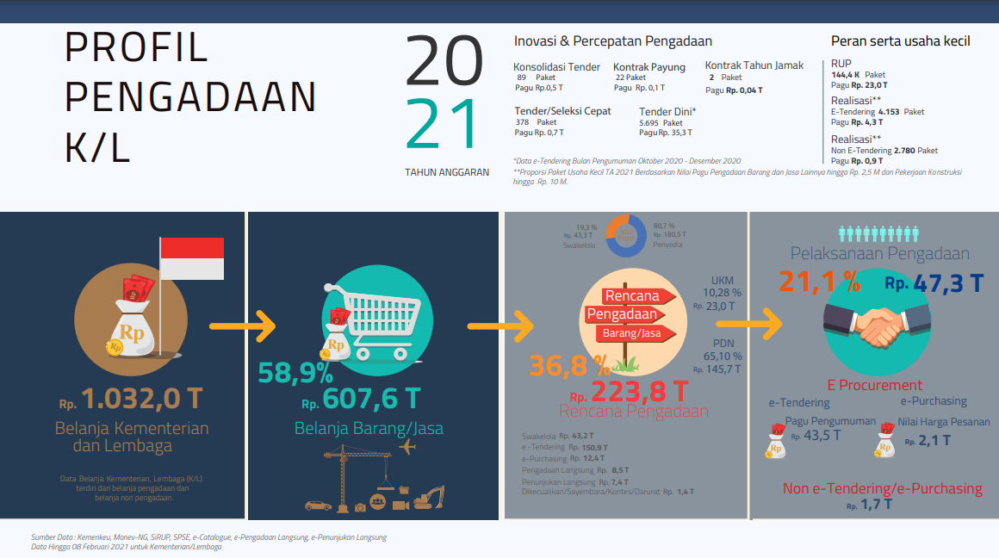 PROFIL
PENGADAAN
K/L
20
21
TAHUN ANGGARAN
Inovasi & Percepatan Pengadaan
Konsolidasi Tender
89 Paket
Pagu Rp.0,5 T
Kontrak Payung
22 Paket
Pagu Rp. 0,1 T
Kontrak Tahun Jamak
2 Paket
Pagu Rp. 0,04 T
Tender/Seleksi Cepat
378 Paket
Pagu Rp. 0,7 T
Tender Dini*
5.695 Paket
Pagu Rp. 35,3 T
*Data e-Tendering Bulan Pengumuman Oktober 2020 - Desember 2020
**Proporsi Paket Usaha Kecil TA 2021 Berdasarkan Nilai Pagu Pengadaan Barang dan Jasa Lainnya hingga Rp. 2,5 M dan Pekerjaan Konstruksi
hingga Rp. 10 M.
Peran serta usaha kecil
RUP
144,4 K Paket
Pagu Rp. 23,0 T
Realisasi**
E-Tendering 4.153 Paket
Pagu Rp. 4,3 T
Realisasi**
Non E-Tendering 2.780 Paket
Pagu Rp. 0,9 T
Rp
Rp. 1.032,0 T
Belanja Kementerian
dan Lembaga
Data Belanja Kementerian, Lembaga (K/L)
terdiri dari belanja pengadaan dan
belanja non pengadaan.
Rp
58,9%
Rp. 607,6 T
Belanja Barang/Jasa
19,3 %
Rp. 43,3 T
Swakelola
80,7 %
Rp. 180,5 T
Penyedia
Rencana
Pengadaan
Barang/Jasa
UKM
10,28 %
Rp. 23,0 T
PDN
65,10 %
Rp. 145,7 T
36,8 %
Rp. 223,8 T
Rencana Pengadaan
Swakelola Rp. 43,2 T
e -Tendering Rp. 150,9 T
e-Purchasing Rp. 12,4 T
Pengadaan Langsung Rp. 8,5 T
Penunjukan Langsung Rp. 7,4 T
Dikecualikan/Sayembara/Kontes/Darurat Rp. 1,4 T
Pelaksanaan Pengadaan
21,1 % Rp. 47,3 T
E Procurement
e-Tendering
Pagu Pengumuman
Rp. 43,5 T
Rp
e-Purchasing
Nilai Harga Pesanan
Rp. 2,1 T
Rp
Non e-Tendering/e-Purchasing
Rp. 1,7 T
Sumber Data : Kemenkeu, Monev-NG, SiRUP, SPSE, e-Catalogue, e-Pengadaan Langsung, e-Penunjukan Langsung
Data Hingga 08 Februari 2021 untuk Kementerian/Lembaga